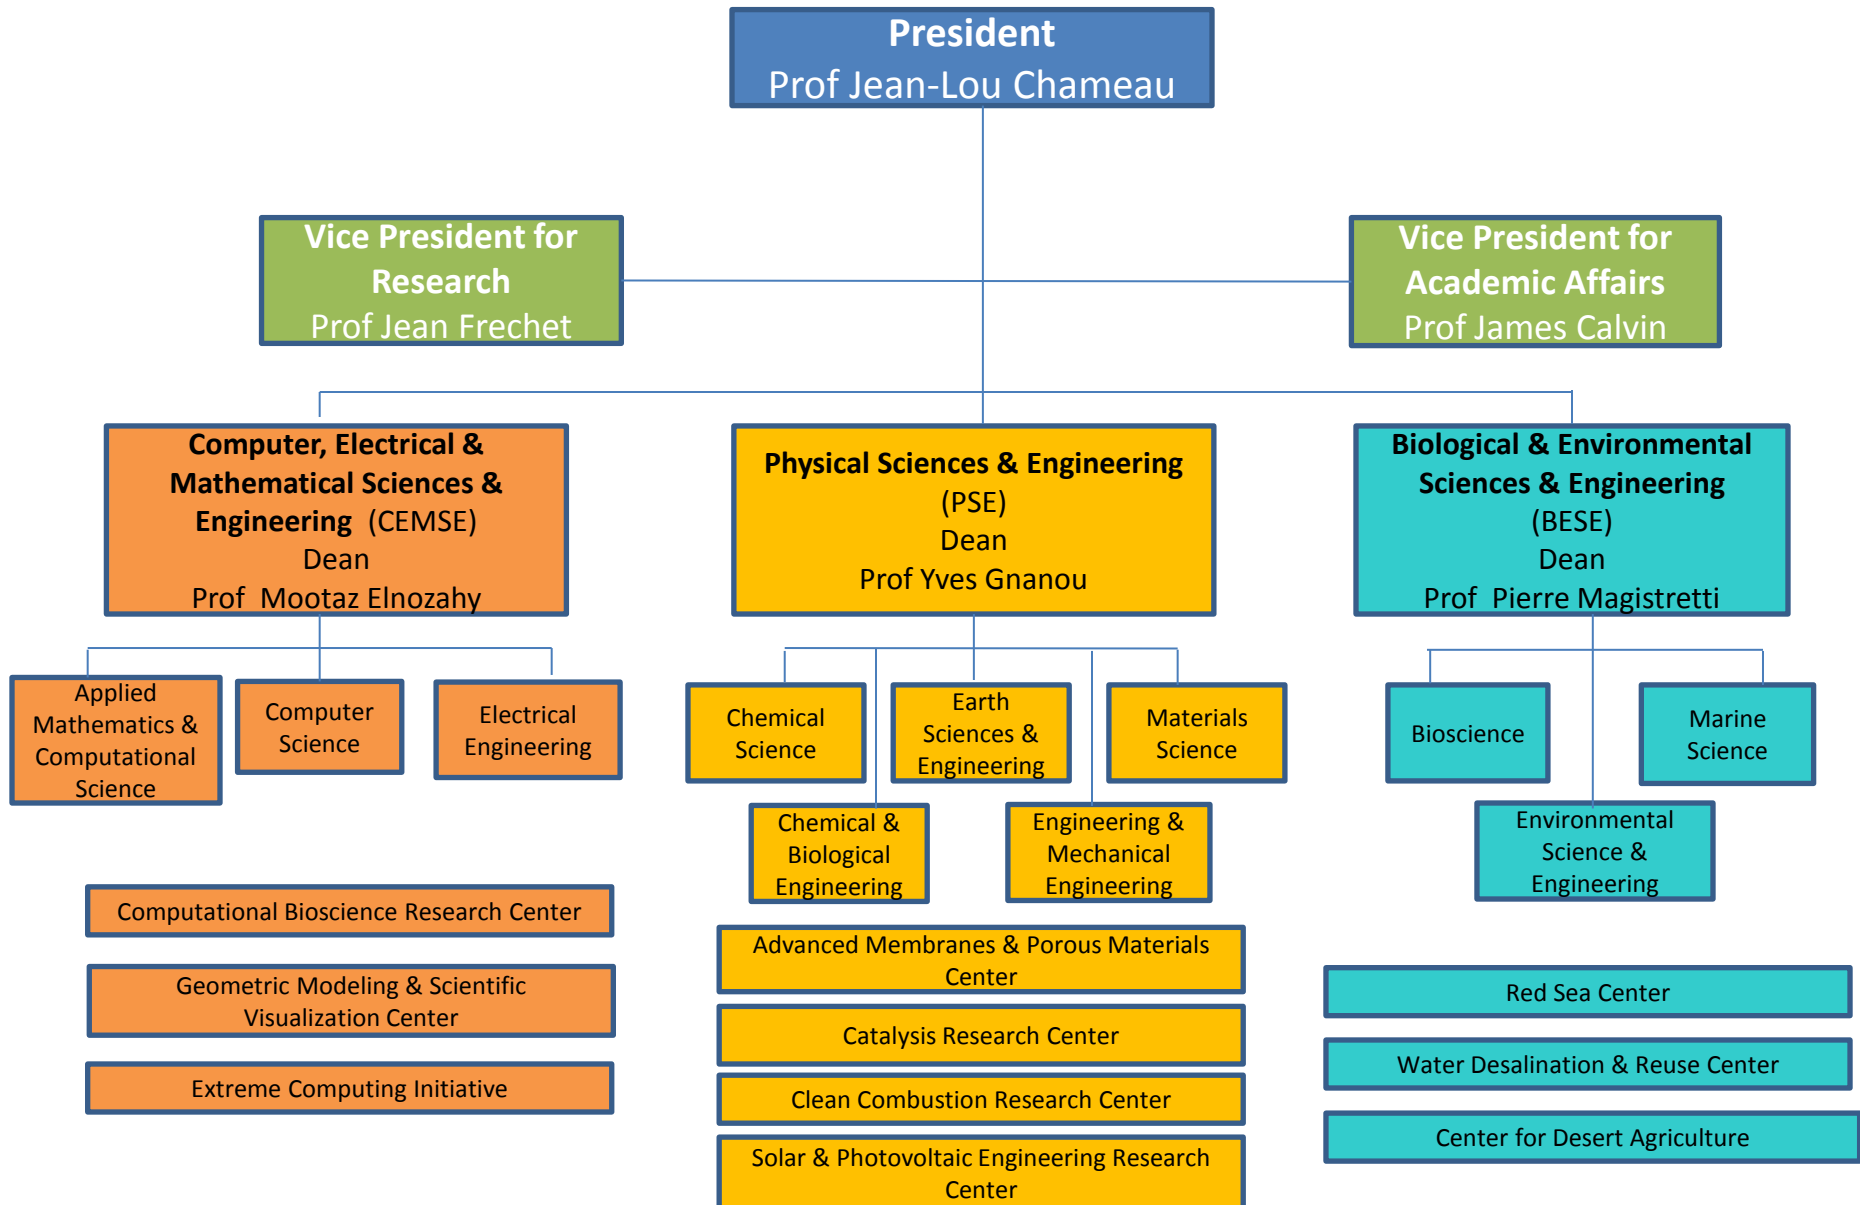 President
Prof Jean-Lou Chameau
Vice President for
Research
Prof Jean Frechet
Vice President for
Academic Affairs
Prof James Calvin
Computer, Electrical &
Mathematical Sciences &
Engineering (CEMSE)
Dean
Prof Mootaz Elnozahy
Physical Sciences & Engineering
(PSE)
Dean
Prof Yves Gnanou
Biological & Environmental
Sciences & Engineering
(BESE)
Dean
Prof Pierre Magistretti
Applied
Mathematics &
Computational
Science
Computer
Science
Electrical
Engineering
Chemical
Science
Earth
Sciences &
Engineering
Materials
Science
Chemical &
Biological
Engineering
Engineering &
Mechanical
Engineering
Bioscience
Marine
Science
Environmental
Science &
Engineering
Computational Bioscience Research Center
Geometric Modeling & Scientific
Visualization Center
Extreme Computing Initiative
Advanced Membranes & Porous Materials
Center
Catalysis Research Center
Clean Combustion Research Center
Solar & Photovoltaic Engineering Research
Center
Red Sea Center
Water Desalination & Reuse Center
Center for Desert Agriculture